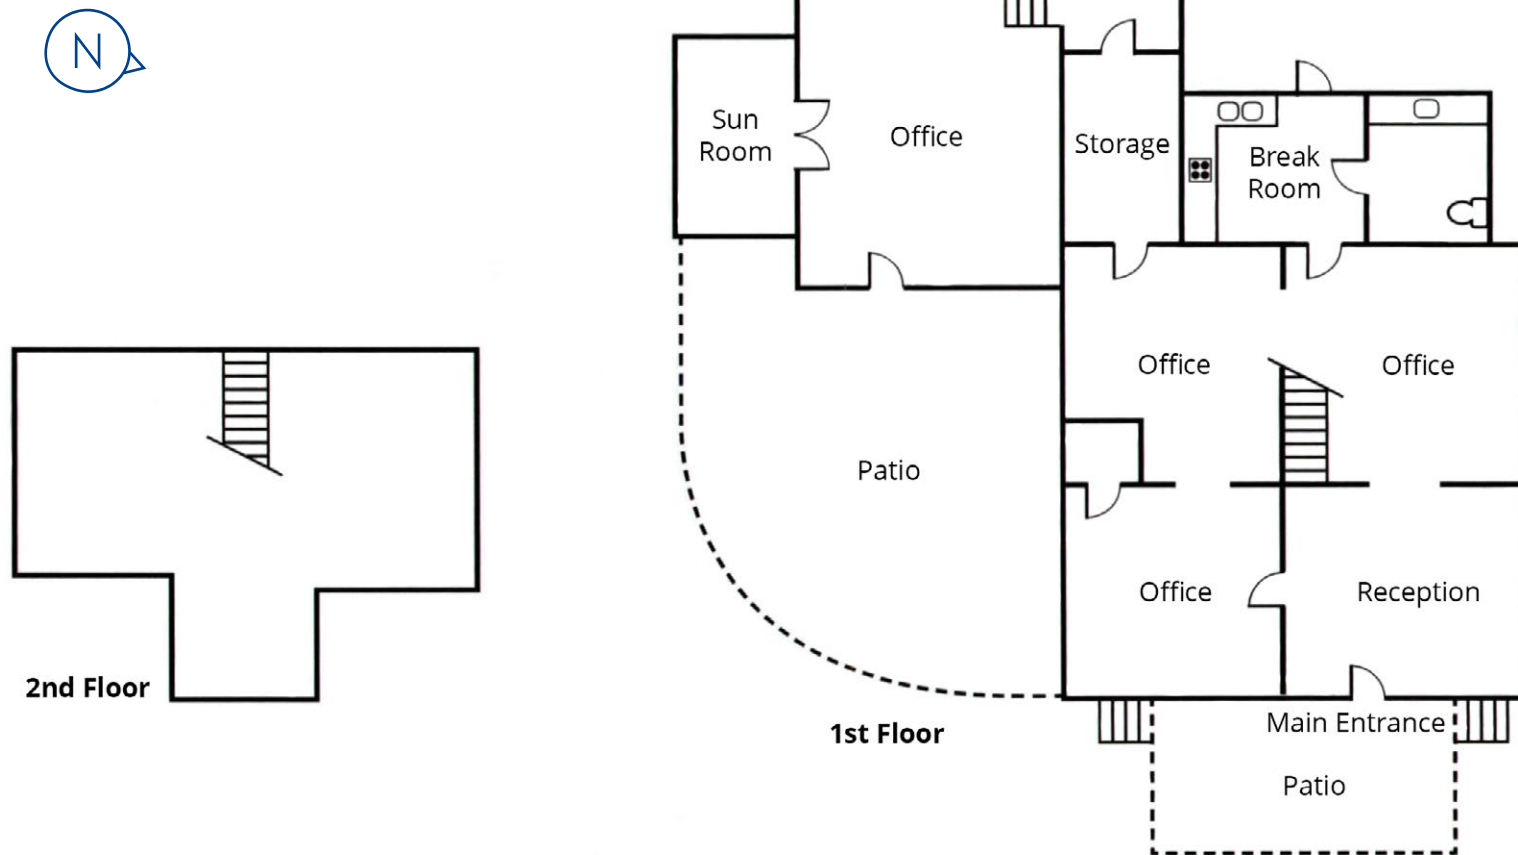 N
Sun
Room
Office
Storage
Break
Room
Office
Office
Patio
Office
Reception
2nd Floor
1st Floor
Main Entrance
Patio